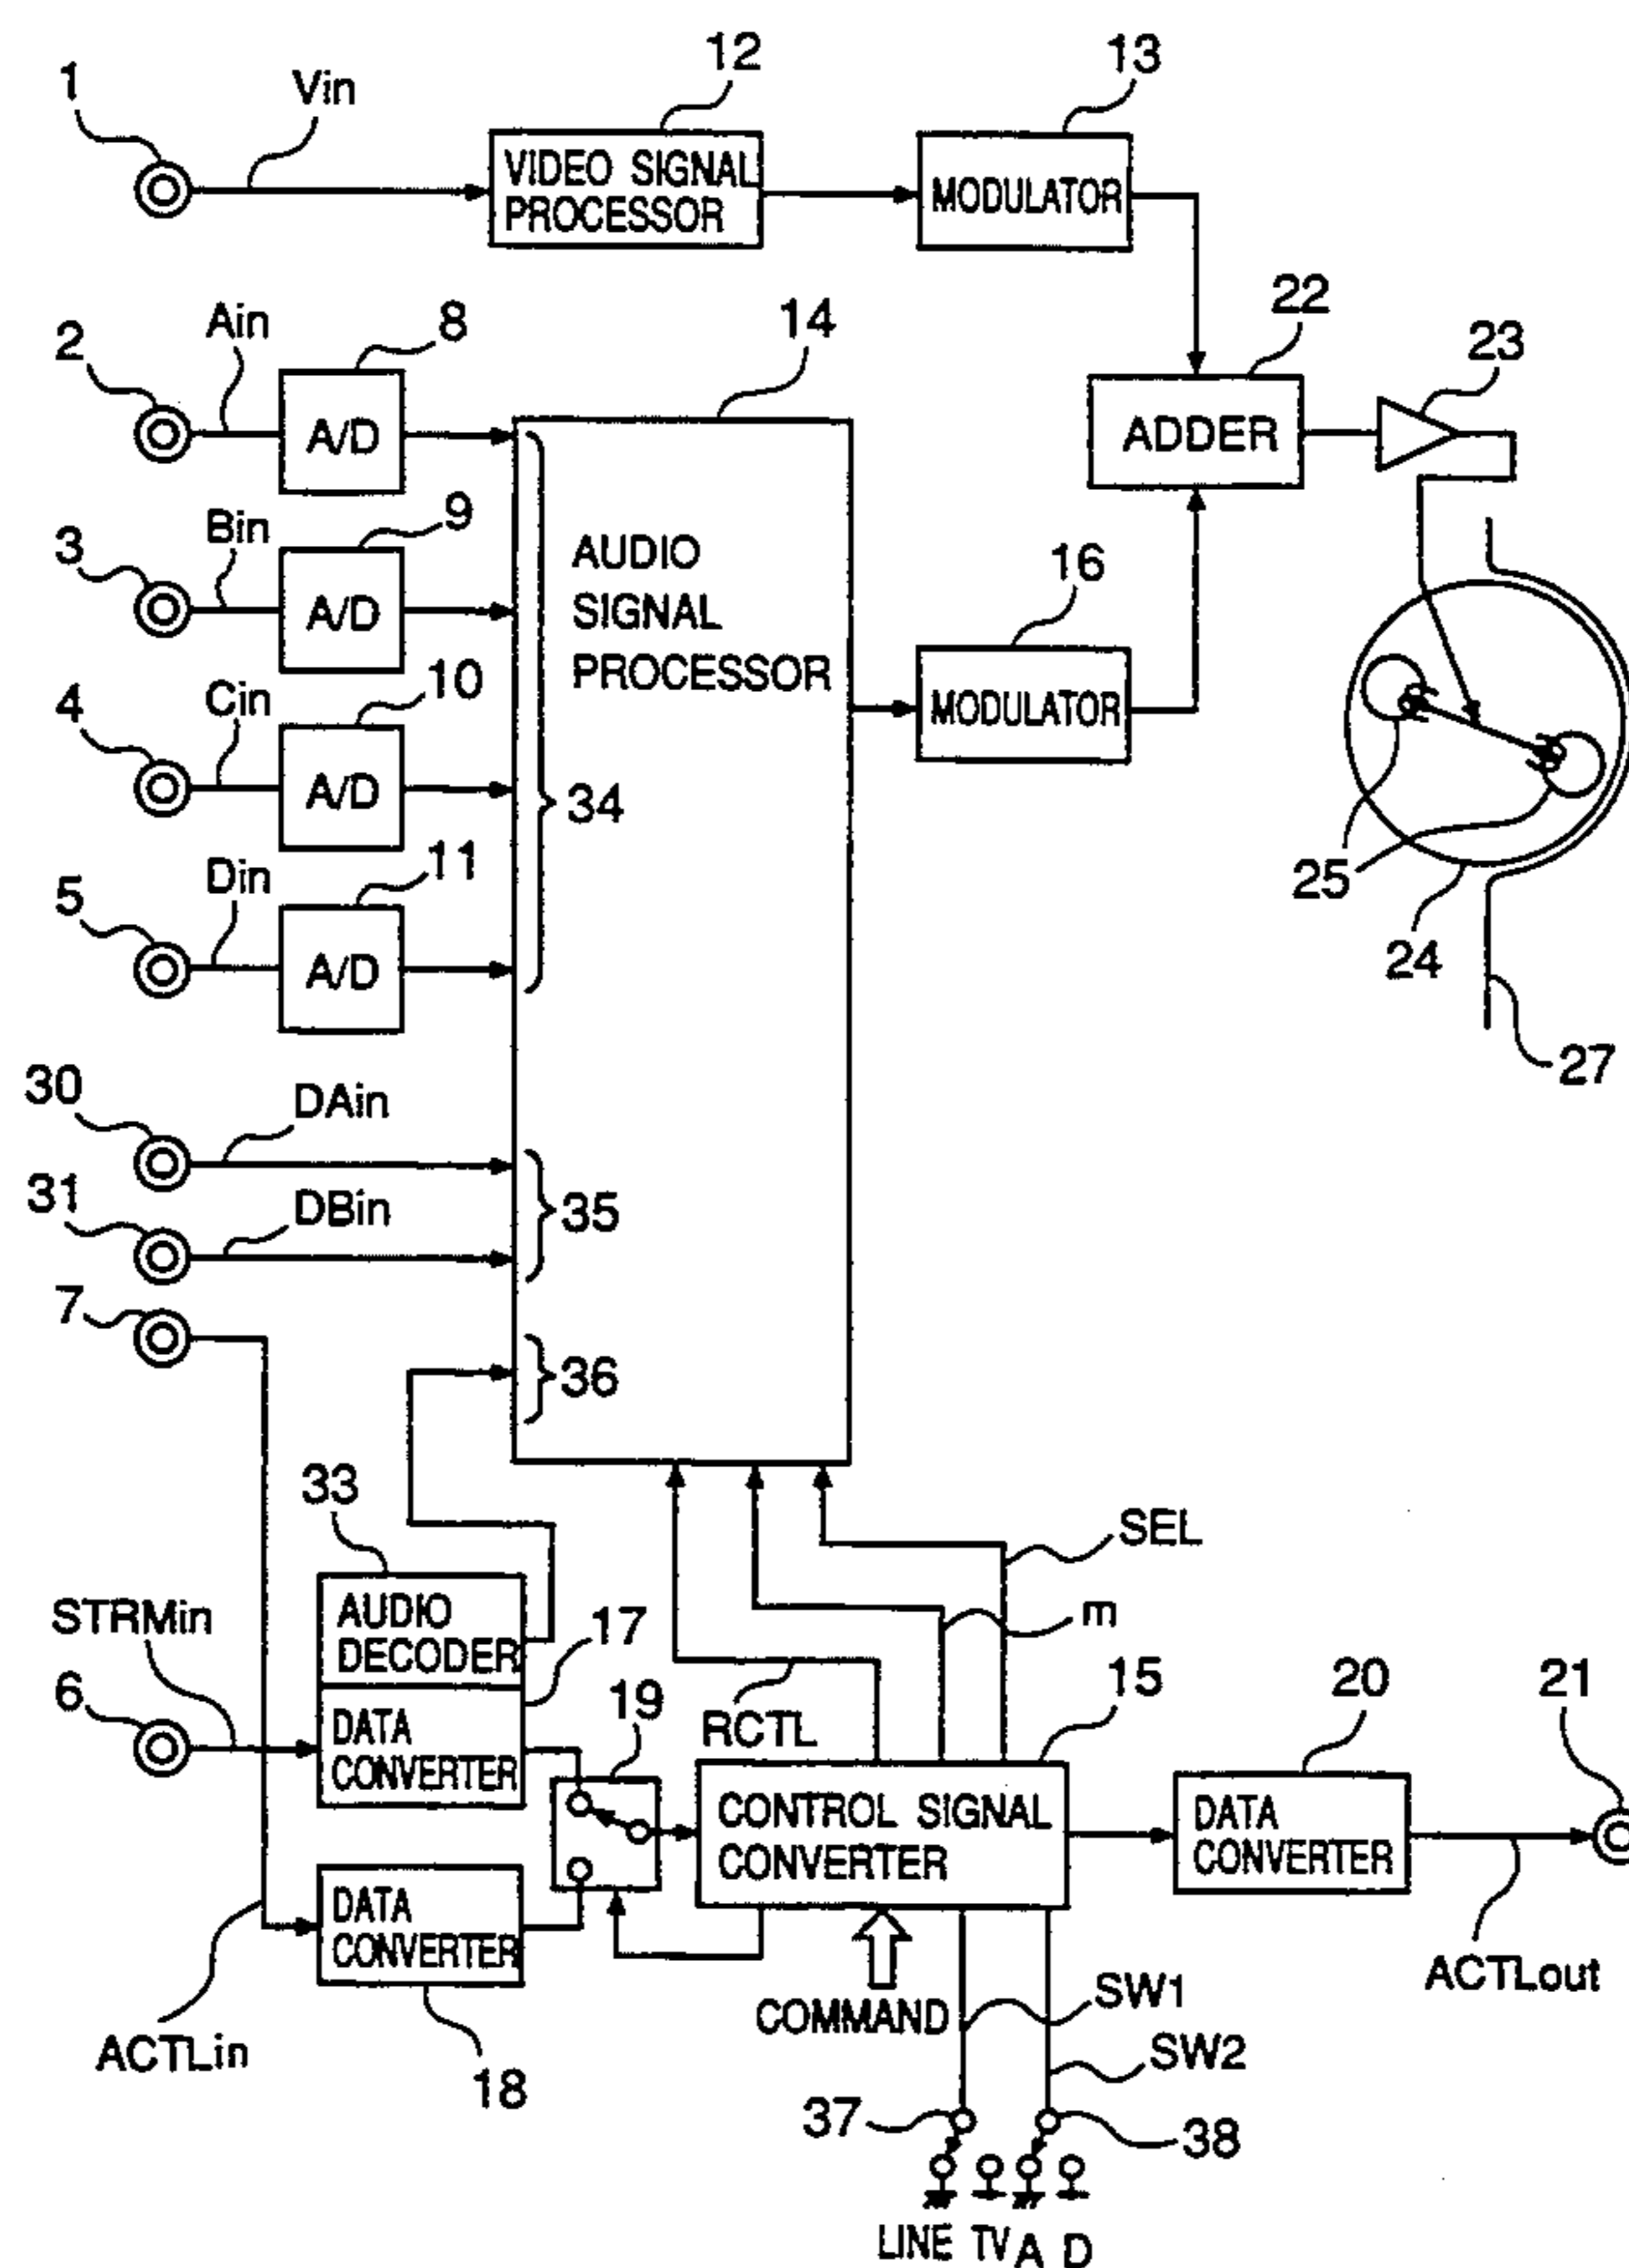 12
13
1
Vin
VIDEO SIGNAL
PROCESSOR
MODULATOR
2
Ain
8
14
22
23
A/D
ADDER
3
Bin
9
A/D
AUDIO
SIGNAL
PROCESSOR
16
4
Cin
10
A/D
34
MODULATOR
5
Din
11
A/D
25
24
27
30
DAin
31
DBin
35
7
36
33
SEL
STRMin
AUDIO
DECODER
17
m
6
19
RCTL
15
20
21
DATA
CONVERTER
CONTROL SIGNAL
CONVERTER
DATA
CONVERTER
DATA
CONVERTER
COMMAND
SW1
ACTLout
ACTLin
18
SW2
37
38
LINE TV A D